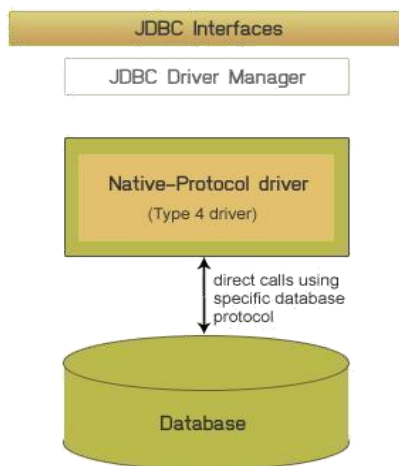 JDBC Interfaces
JDBC Driver Manager
Native-Protocol driver
(Type 4 driver)
direct calls using
specific database
protocol
Database